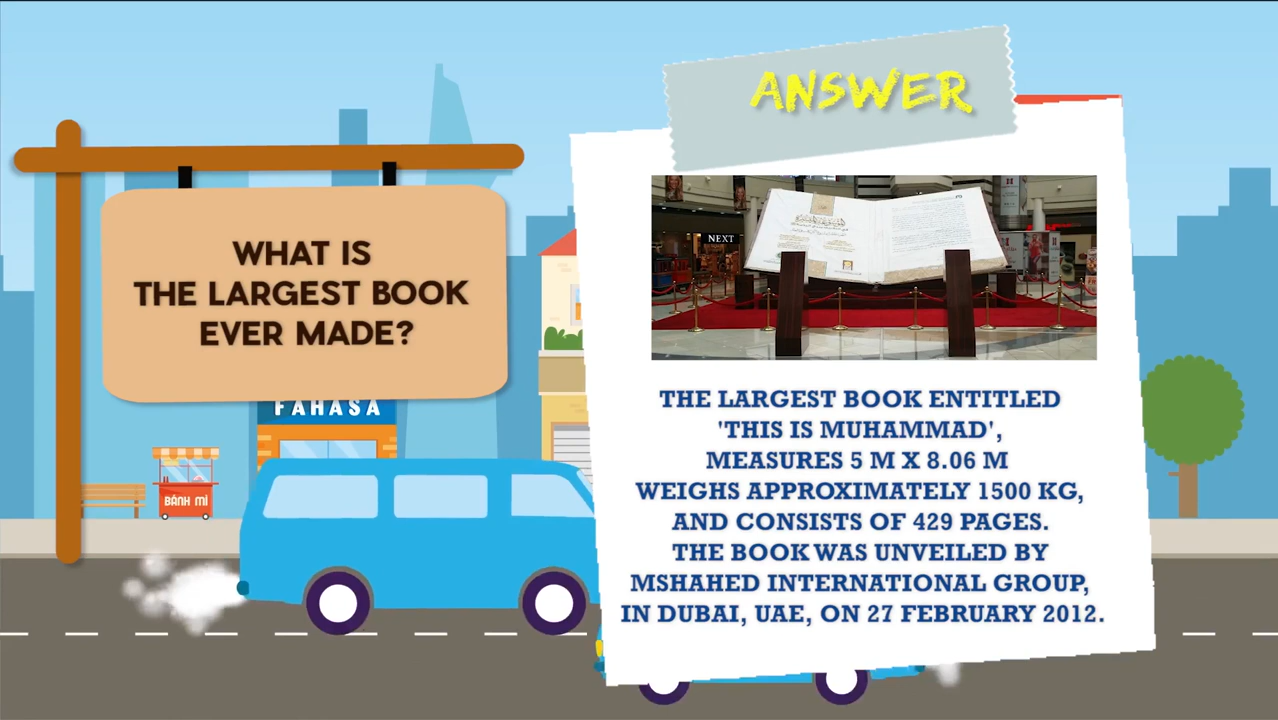 WHAT IS
THE LARGEST BOOK
EVER MADE?
FAHASA
BÁNH MÌ
ANSWER
NEXT
THE LARGEST BOOK ENTITLED
'THIS IS MUHAMMAD',
MEASURES 5 M X 8.06 M
WEIGHS APPROXIMATELY 1500 KG,
AND CONSISTS OF 429 PAGES.
THE BOOK WAS UNVEILED BY
MSHAHED INTERNATIONAL GROUP,
IN DUBAI, UAE, ON 27 FEBRUARY 2012.